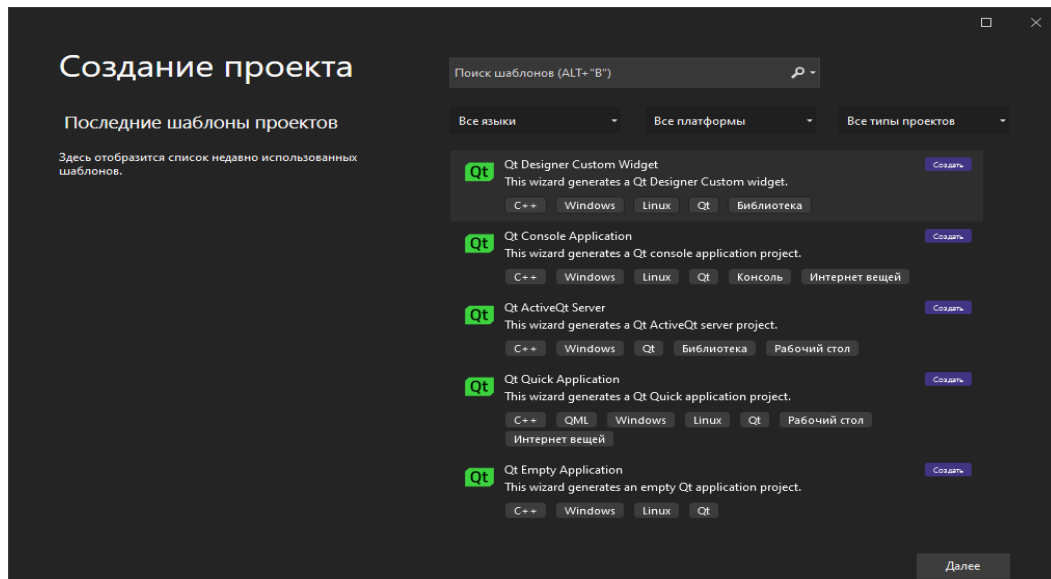 Создание проекта
Поиск шаблонов (ALT+"В")
Последние шаблоны проектов
Все языки
Все платформы
Все типы проектов
Здесь отобразится список недавно использованных
шаблонов.
Qt
Qt Designer Custom Widget
Создать
This wizard generates a Qt Designer Custom widget.
C++ Windows Linux Qt Библиотека
Qt
Qt Console Application
Создать
This wizard generates a Qt console application project.
C++ Windows Linux Qt Консоль Интернет вещей
Qt
Qt ActiveQt Server
Создать
This wizard generates a Qt ActiveQt server project.
C++ Windows Qt Библиотека Рабочий стол
Qt
Qt Quick Application
Создать
This wizard generates a Qt Quick application project.
C++ QML Windows Linux Qt Рабочий стол
Интернет вещей
Qt
Qt Empty Application
Создать
This wizard generates an empty Qt application project.
C++ Windows Linux Qt
Далее